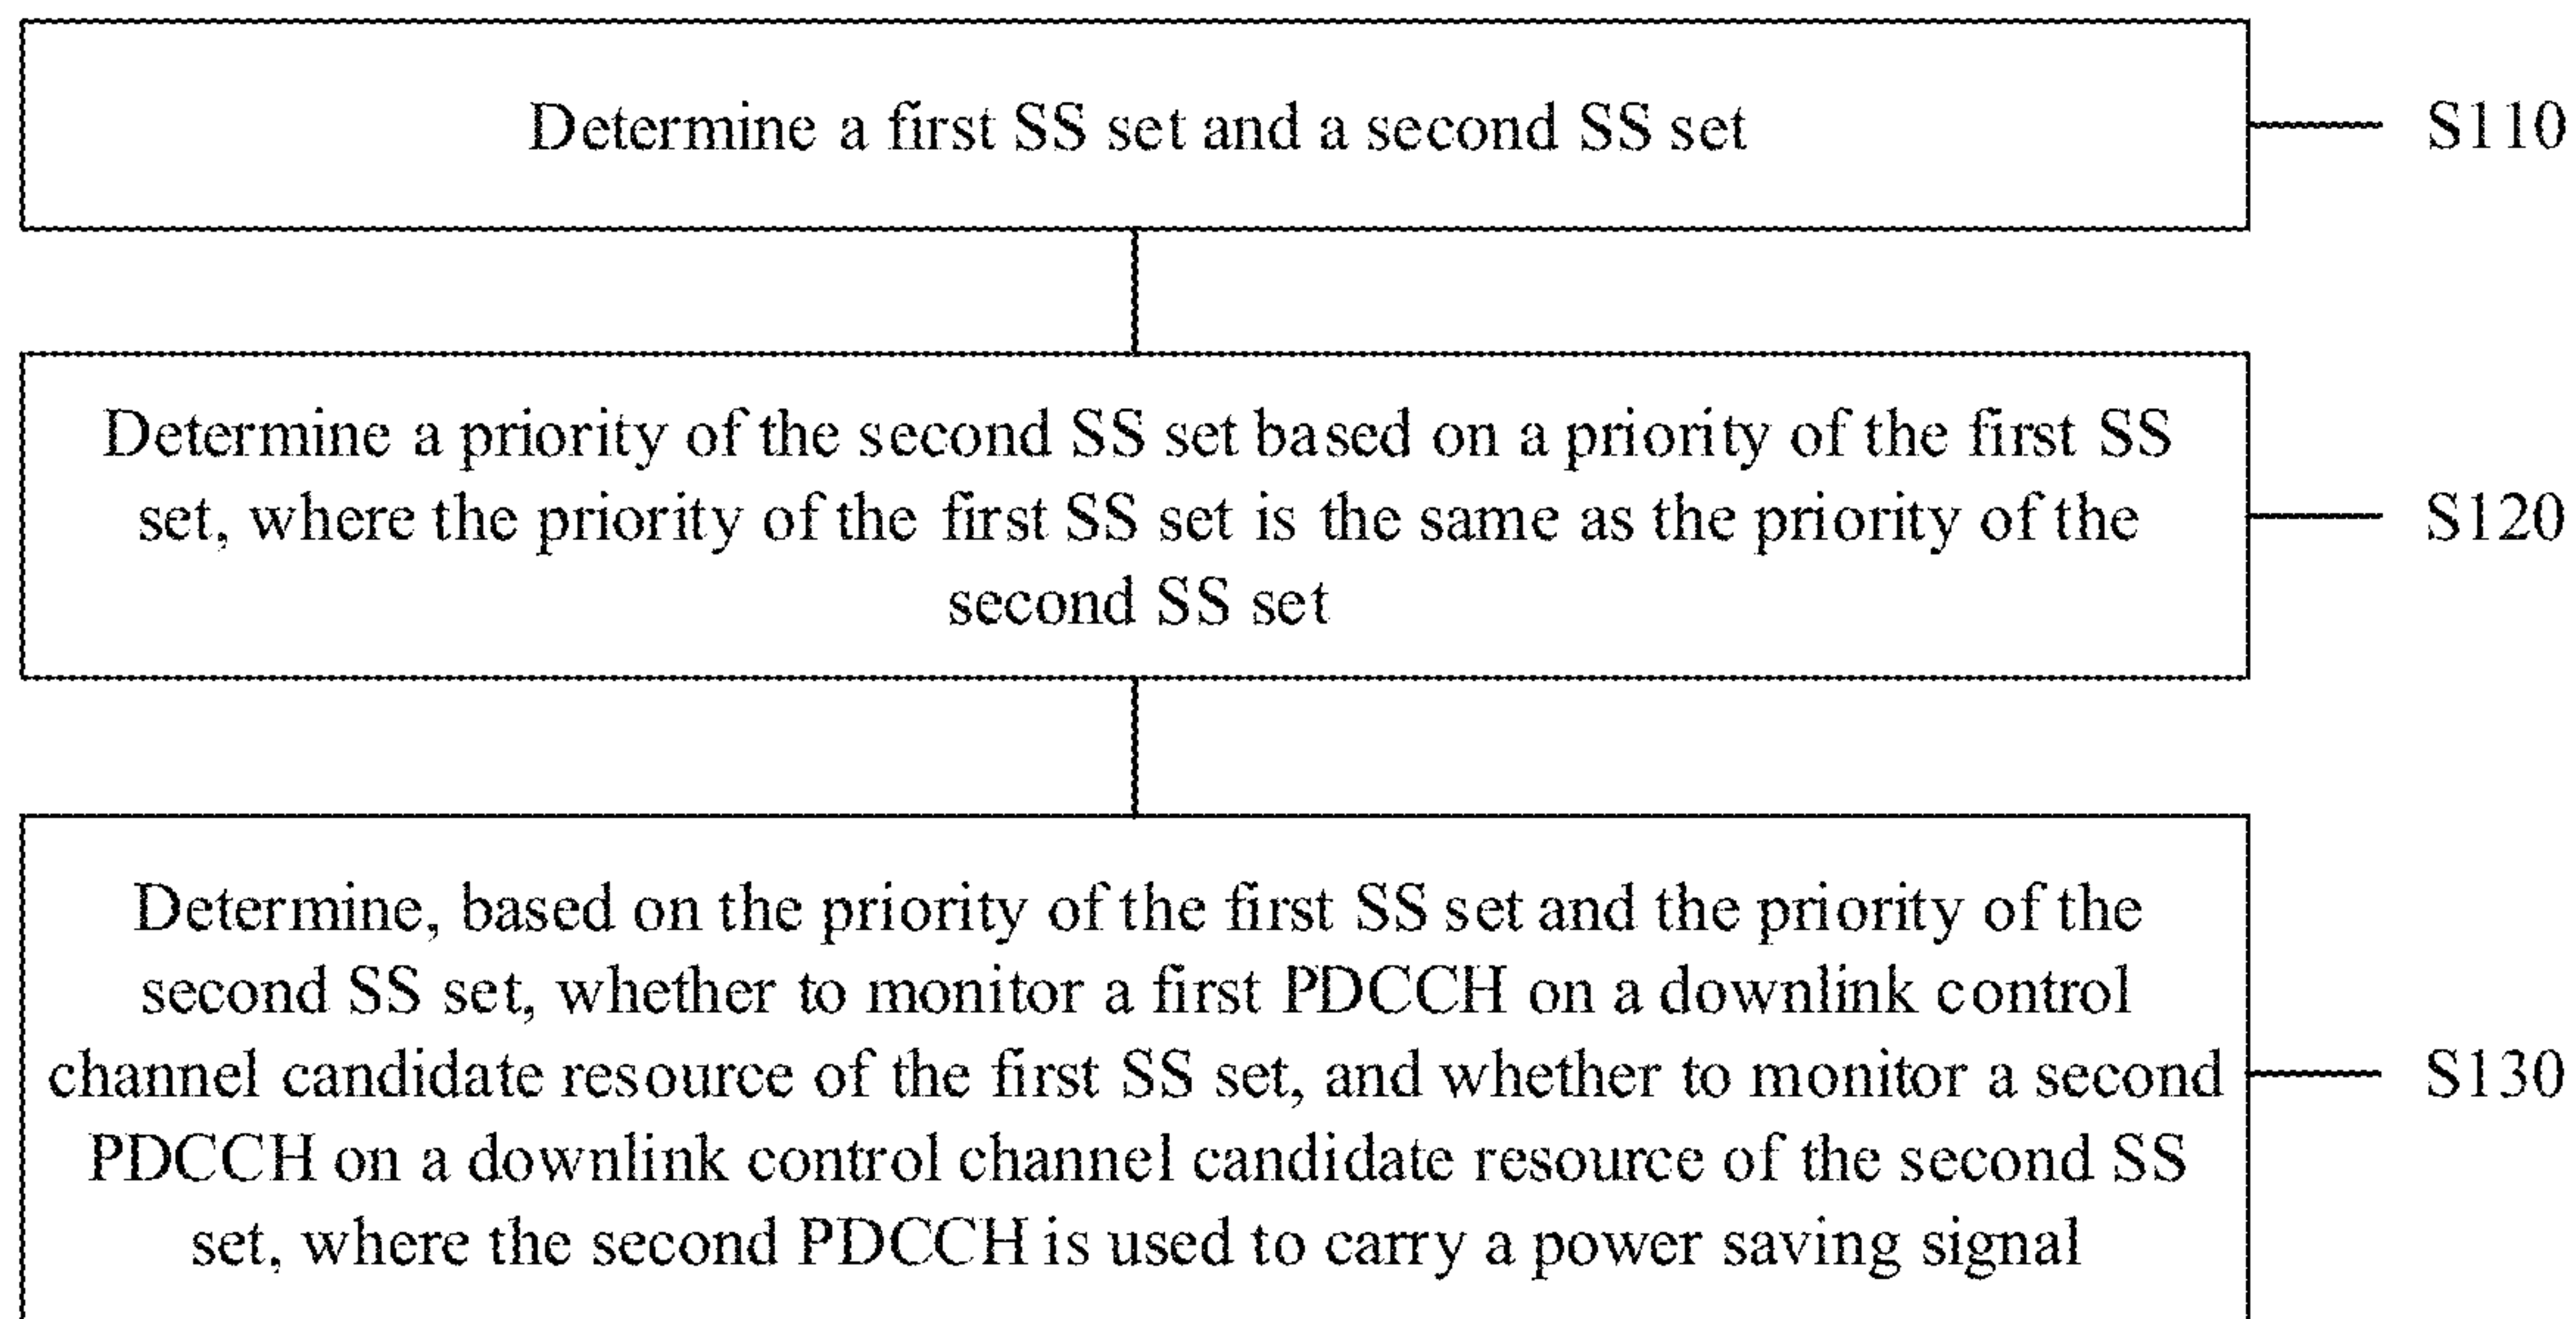 Determine a first SS set and a second SS set
S110
Determine a priority of the second SS set based on a priority of the first SS
set, where the priority of the first SS set is the same as the priority of the
second SS set
S120
Determine, based on the priority of the first SS set and the priority of the
second SS set, whether to monitor a first PDCCH on a downlink control
channel candidate resource of the first SS set, and whether to monitor a second
PDCCH on a downlink control channel candidate resource of the second SS
set, where the second PDCCH is used to carry a power saving signal
S130